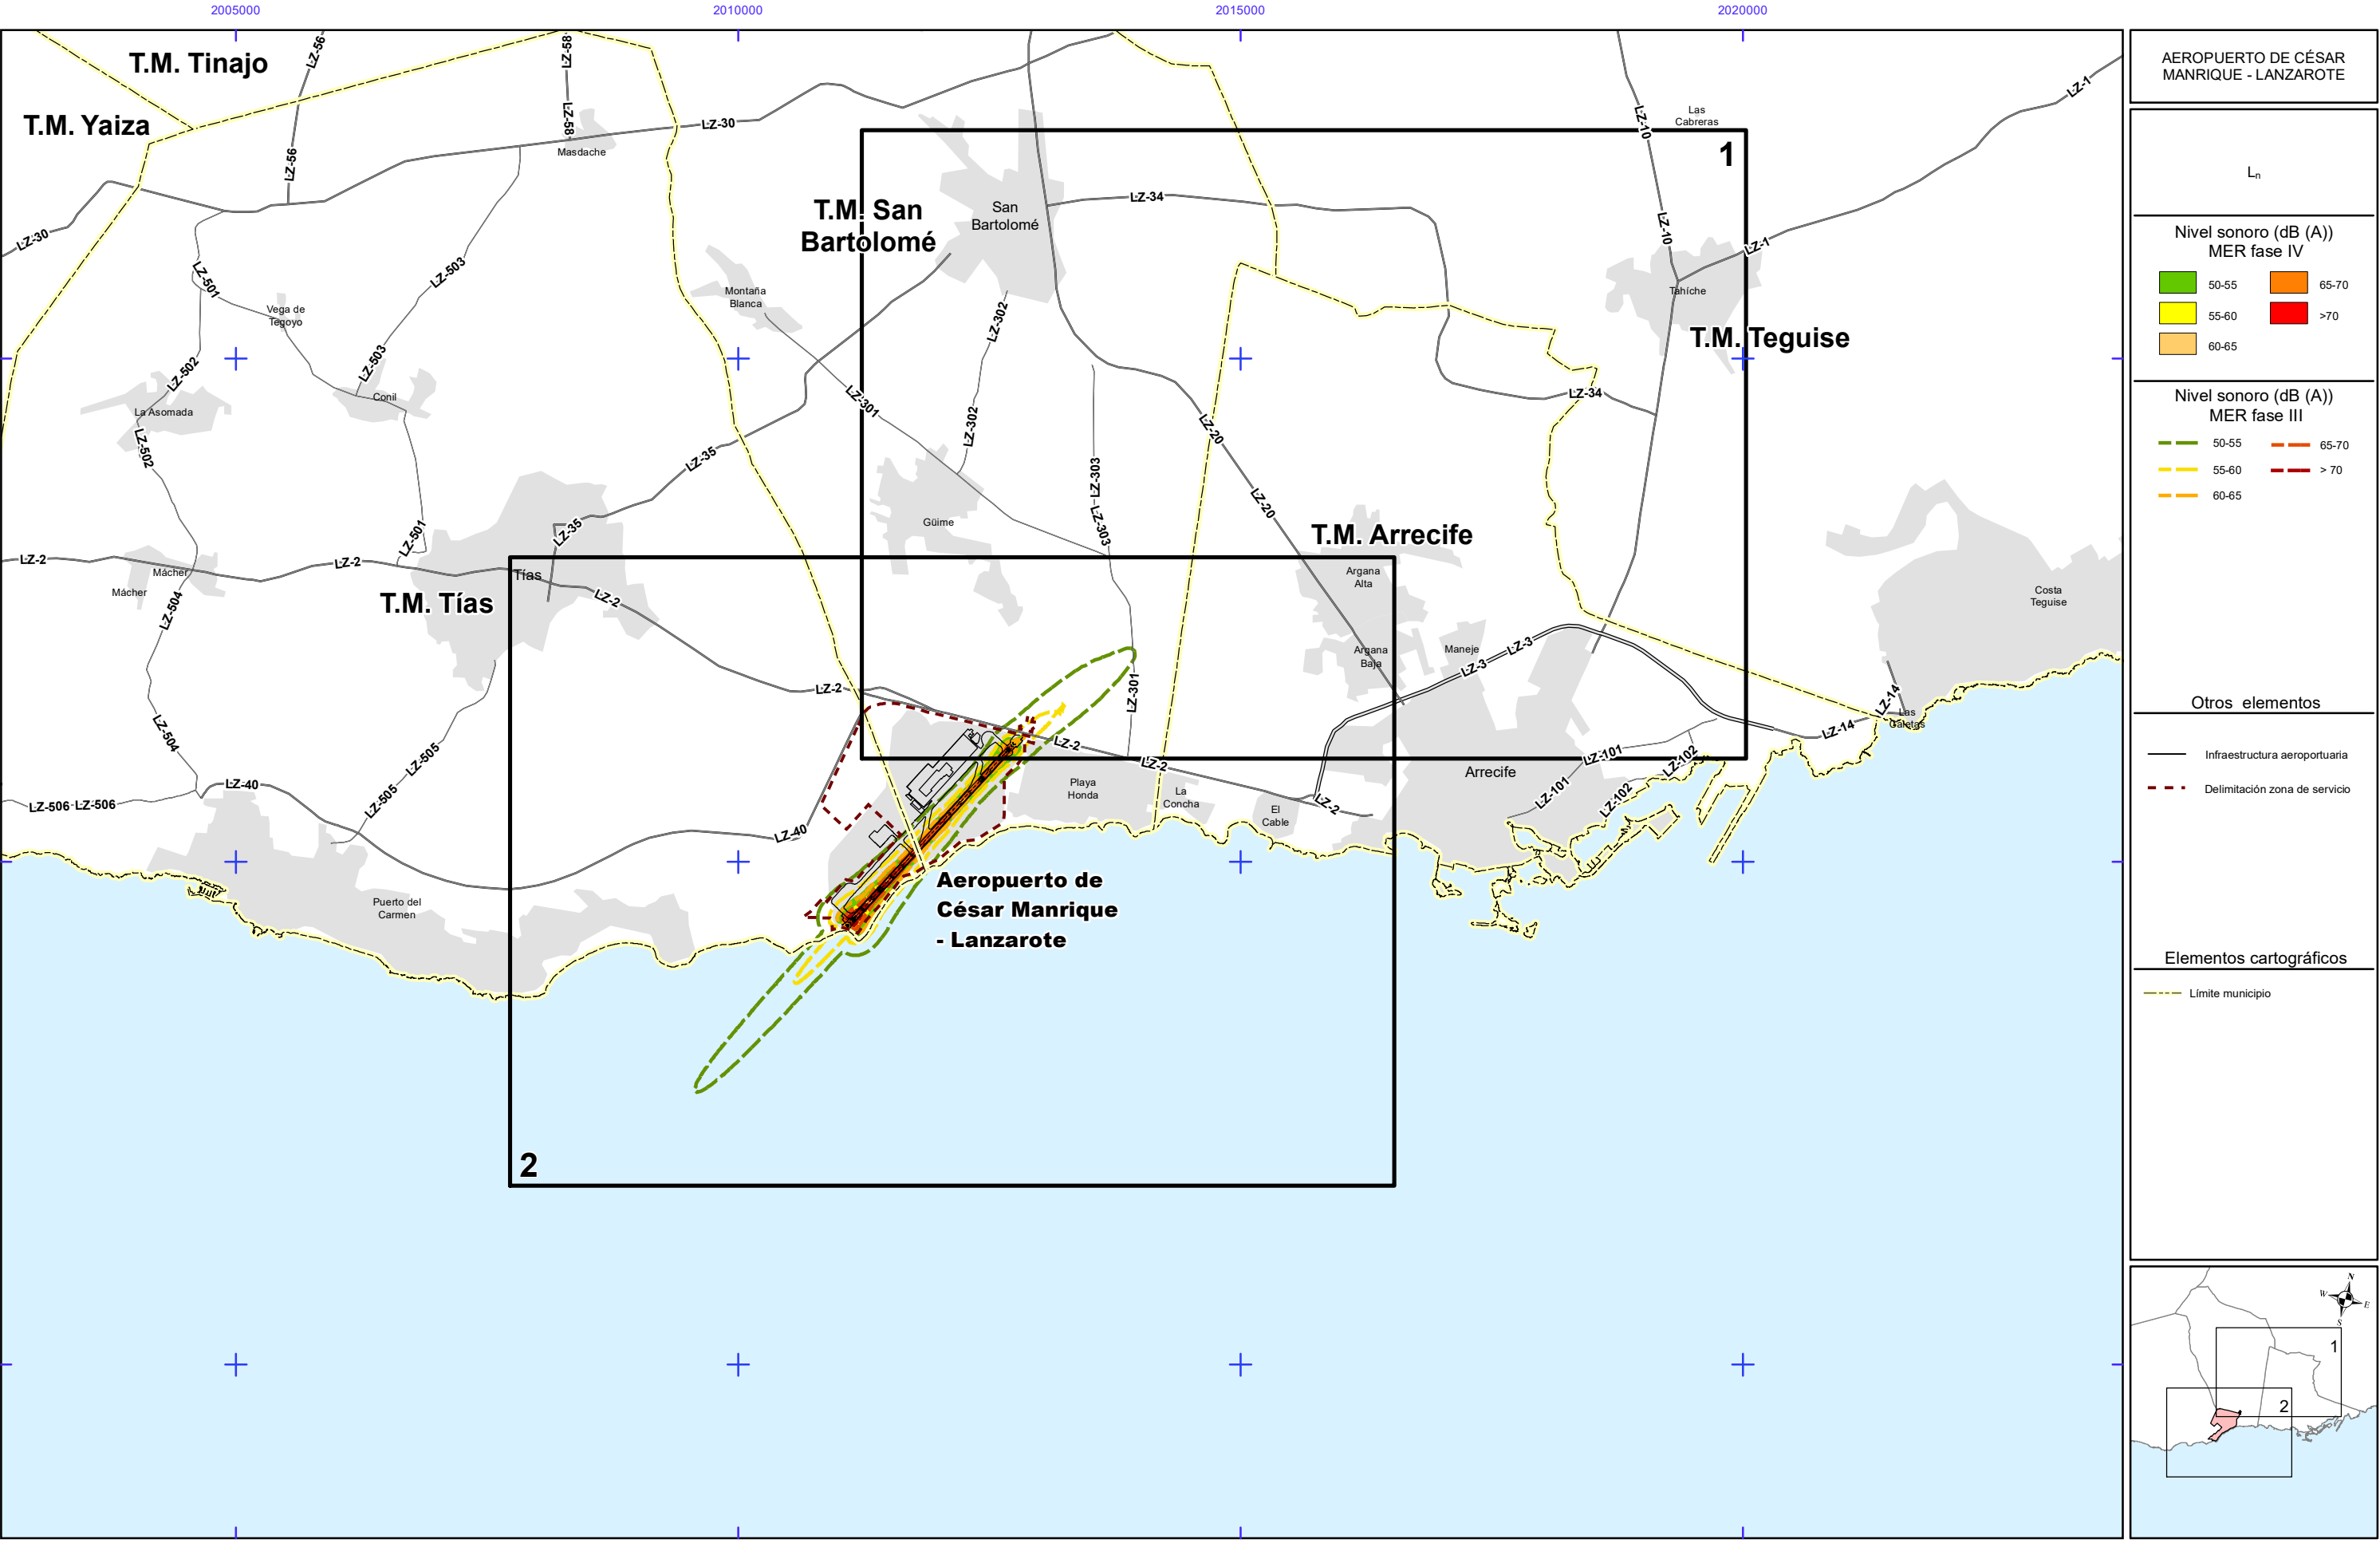 2005000
2010000
2015000
2020000
T.M. Tinajo
T.M. Yaiza
LZ-56
LZ-58
LZ-58
LZ-56
LZ-30
LZ-30
Masdache
Las
Cabreras
LZ-10
LZ-10
LZ-1
LZ-1
1
T.M. San
Bartolomé
San
Bartolomé
LZ-34
LZ-501
LZ-503
Vega de
Tegoyo
Montaña
Blanca
Tahíche
LZ-302
T.M. Teguise
LZ-503
LZ-502
La Asomada
Conil
LZ-301
LZ-34
LZ-302
LZ-20
LZ-502
LZ-35
LZ-303
LZ-20
LZ-303
Güime
LZ-501
LZ-35
T.M. Arrecife
LZ-2
LZ-2
Mácher
Mácher
Tías
LZ-2
LZ-504
T.M. Tías
Argana
Alta
Costa
Teguise
Argana
Baja
Maneje
LZ-3
LZ-3
LZ-2
LZ-301
LZ-14
Las
Caletas
LZ-14
LZ-504
LZ-505
LZ-2
LZ-2
LZ-101
LZ-102
Arrecife
LZ-40
LZ-506
LZ-506
LZ-505
Playa
Honda
La
Concha
El
Cable
LZ-2
LZ-101
LZ-102
LZ-40
Puerto del
Carmen
Aeropuerto de
César Manrique
- Lanzarote
2
AEROPUERTO DE CÉSAR
MANRIQUE - LANZAROTE
Ln
Nivel sonoro (dB (A))
MER fase IV
50-55
65-70
55-60
>70
60-65
Nivel sonoro (dB (A))
MER fase III
50-55
65-70
55-60
> 70
60-65
Otros elementos
Infraestructura aeroportuaria
Delimitación zona de servicio
Elementos cartográficos
Límite municipio
N
W
E
S
1
2